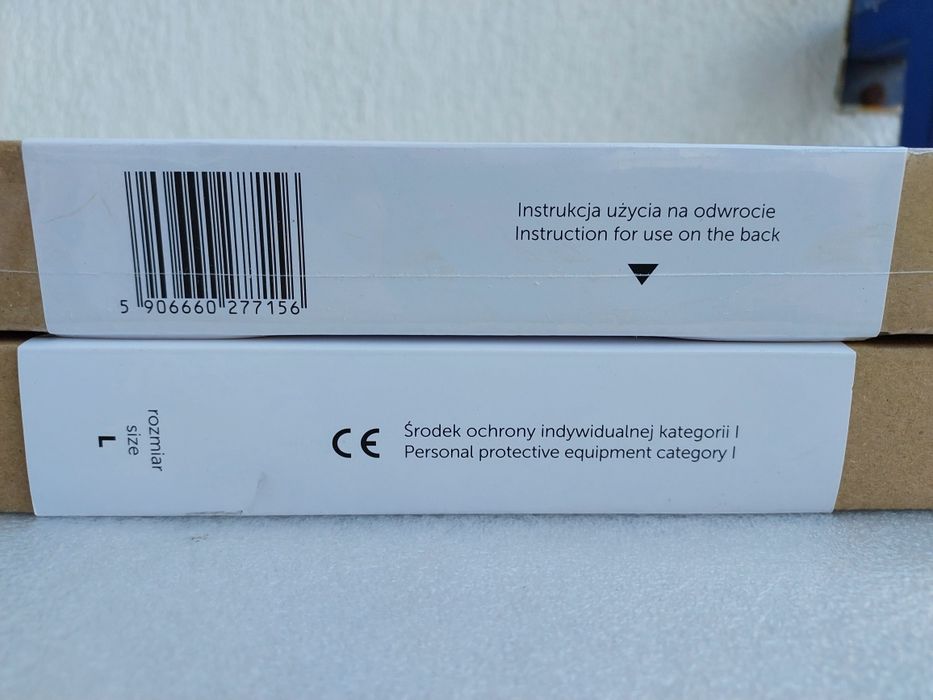 5 906660 277156
Instrukcja użycia na odwrocie
Instruction for use on the back
rozmiar
size
L
CE
Środek ochrony indywidualnej kategorii I
Personal protective equipment category I